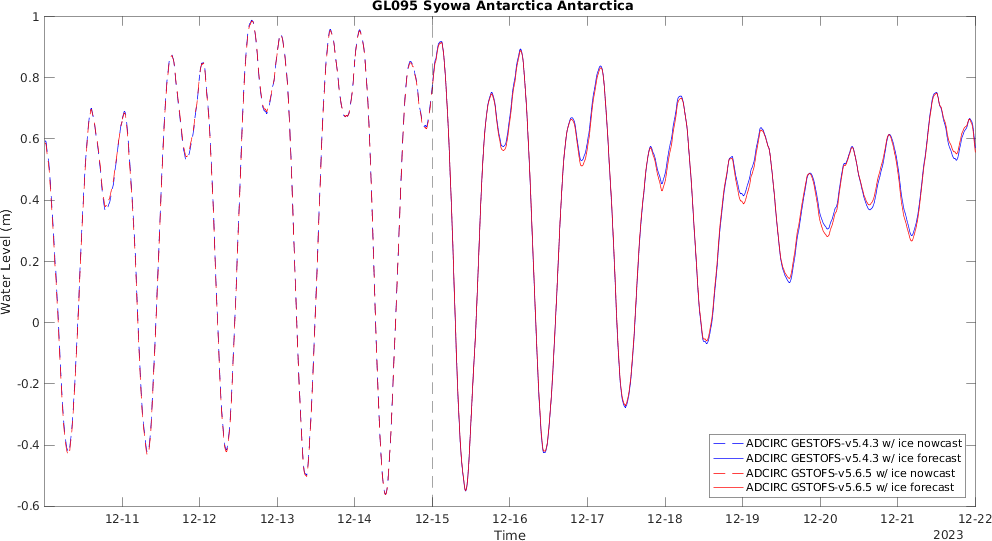 GL095 Syowa Antarctica Antarctica
1
0.8
0.6
0.4
0.2
0
-0.2
-0.4
-0.6
Water Level (m)
12-11 12-12 12-13 12-14 12-15 12-16 12-17 12-18 12-19 12-20 12-21 12-22
Time
2023
ADCIRC GESTOFS-v5.4.3 w/ ice nowcast
ADCIRC GESTOFS-v5.4.3 w/ ice forecast
ADCIRC GSTOFS-v5.6.5 w/ ice nowcast
ADCIRC GSTOFS-v5.6.5 w/ ice forecast